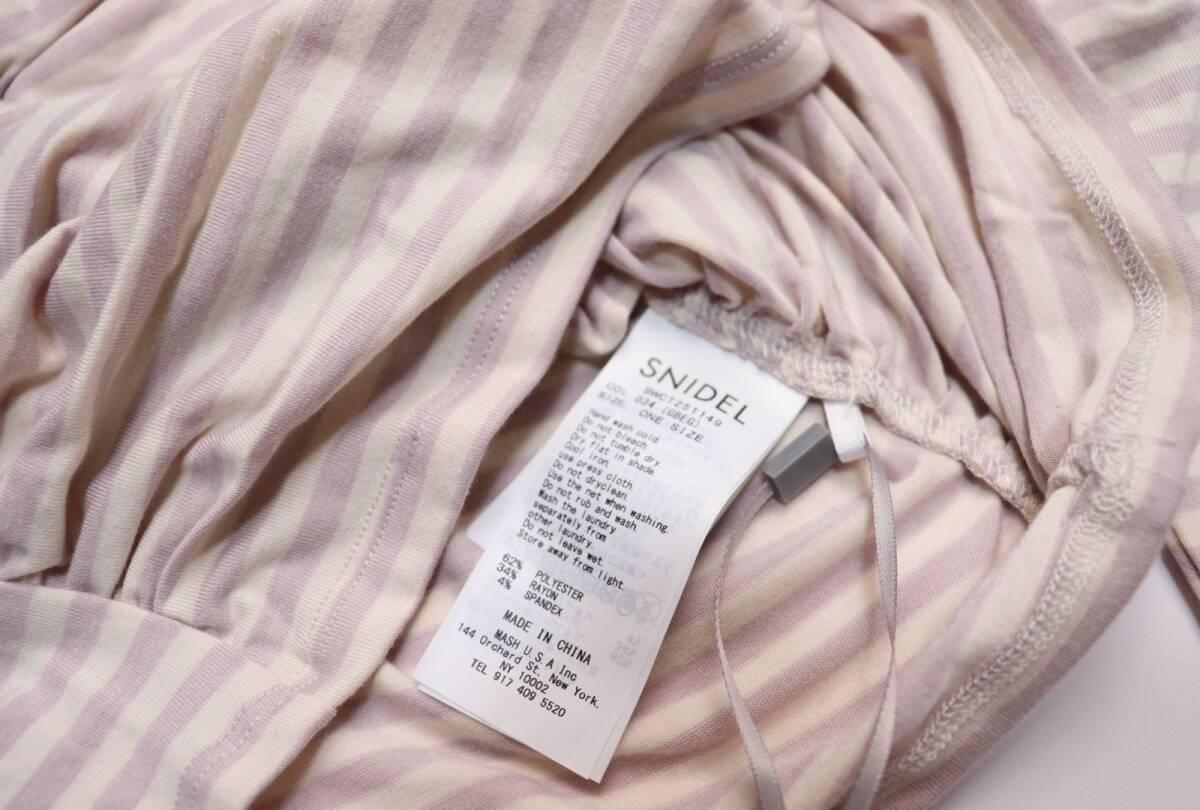 SNIDEL
SWCT251149
COL. 034 (GBEG)
SIZE ONE SIZE
Hand wash cold
Do not bleach
Do not tumble dry
Dry flat in shade.
Cool iron.
use press cloth
Do not dryclean.
Use the net when washing.
Do not rub and wash.
Wash the laundry
separately from
other laundry.
Do not leave wet.
Store away from light.
62% POLYESTER
34% RAYON
4% SPANDEX
MADE IN CHINA
MASH U.S.A Inc
144 Orchard St. New York.
NY 10002
TEL 917 409 5520